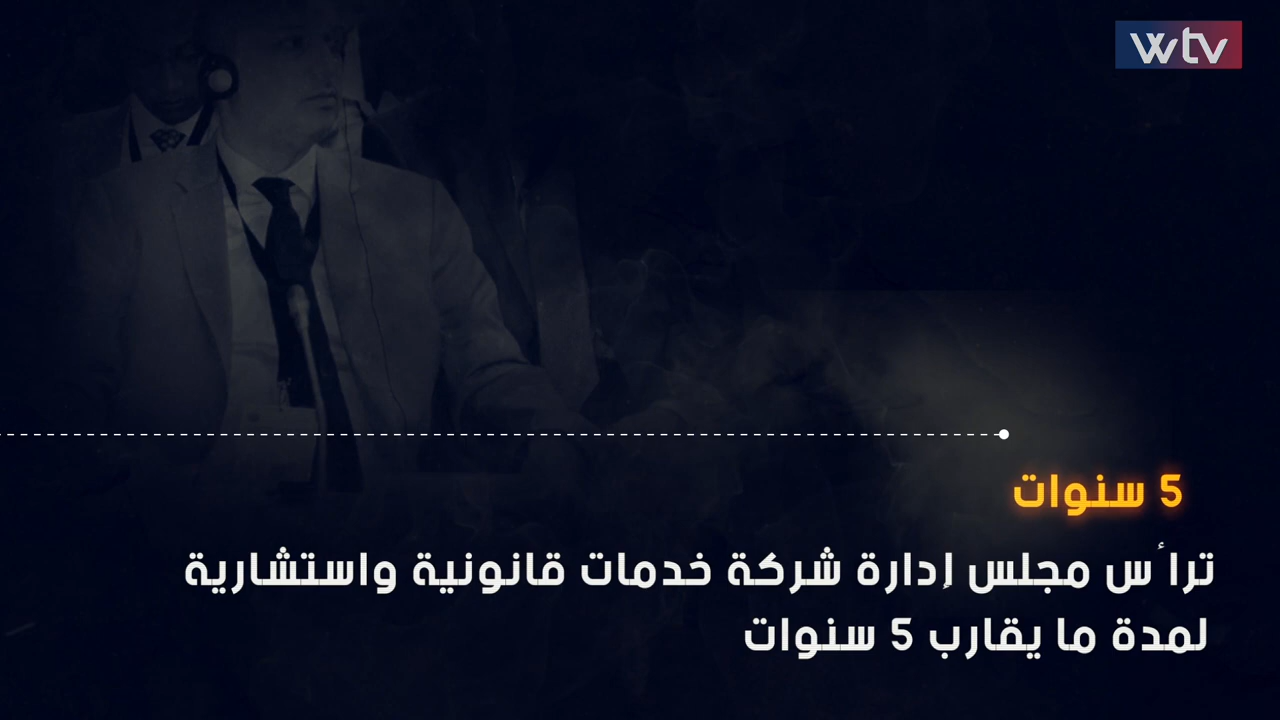 wtv
5 سنوات
ترأس مجلس إدارة شركة خدمات قانونية واستشارية
لمدة ما يقارب 5 سنوات